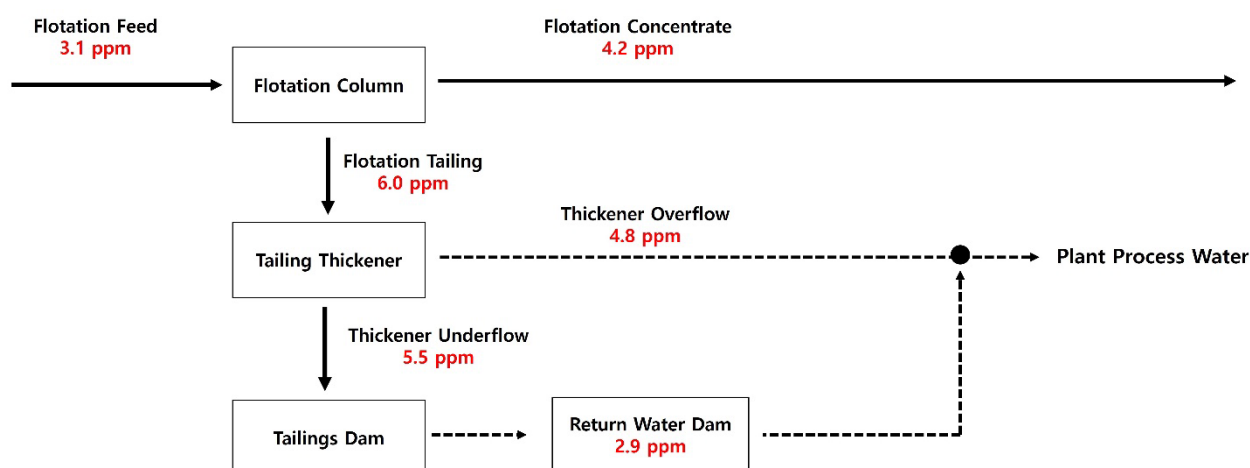 Flotation Feed
3.1 ppm
Flotation Concentrate
4.2 ppm
Flotation Column
Flotation Tailing
6.0 ppm
Thickener Overflow
4.8 ppm
Tailing Thickener
Plant Process Water
Thickener Underflow
5.5 ppm
Tailings Dam
Return Water Dam
2.9 ppm